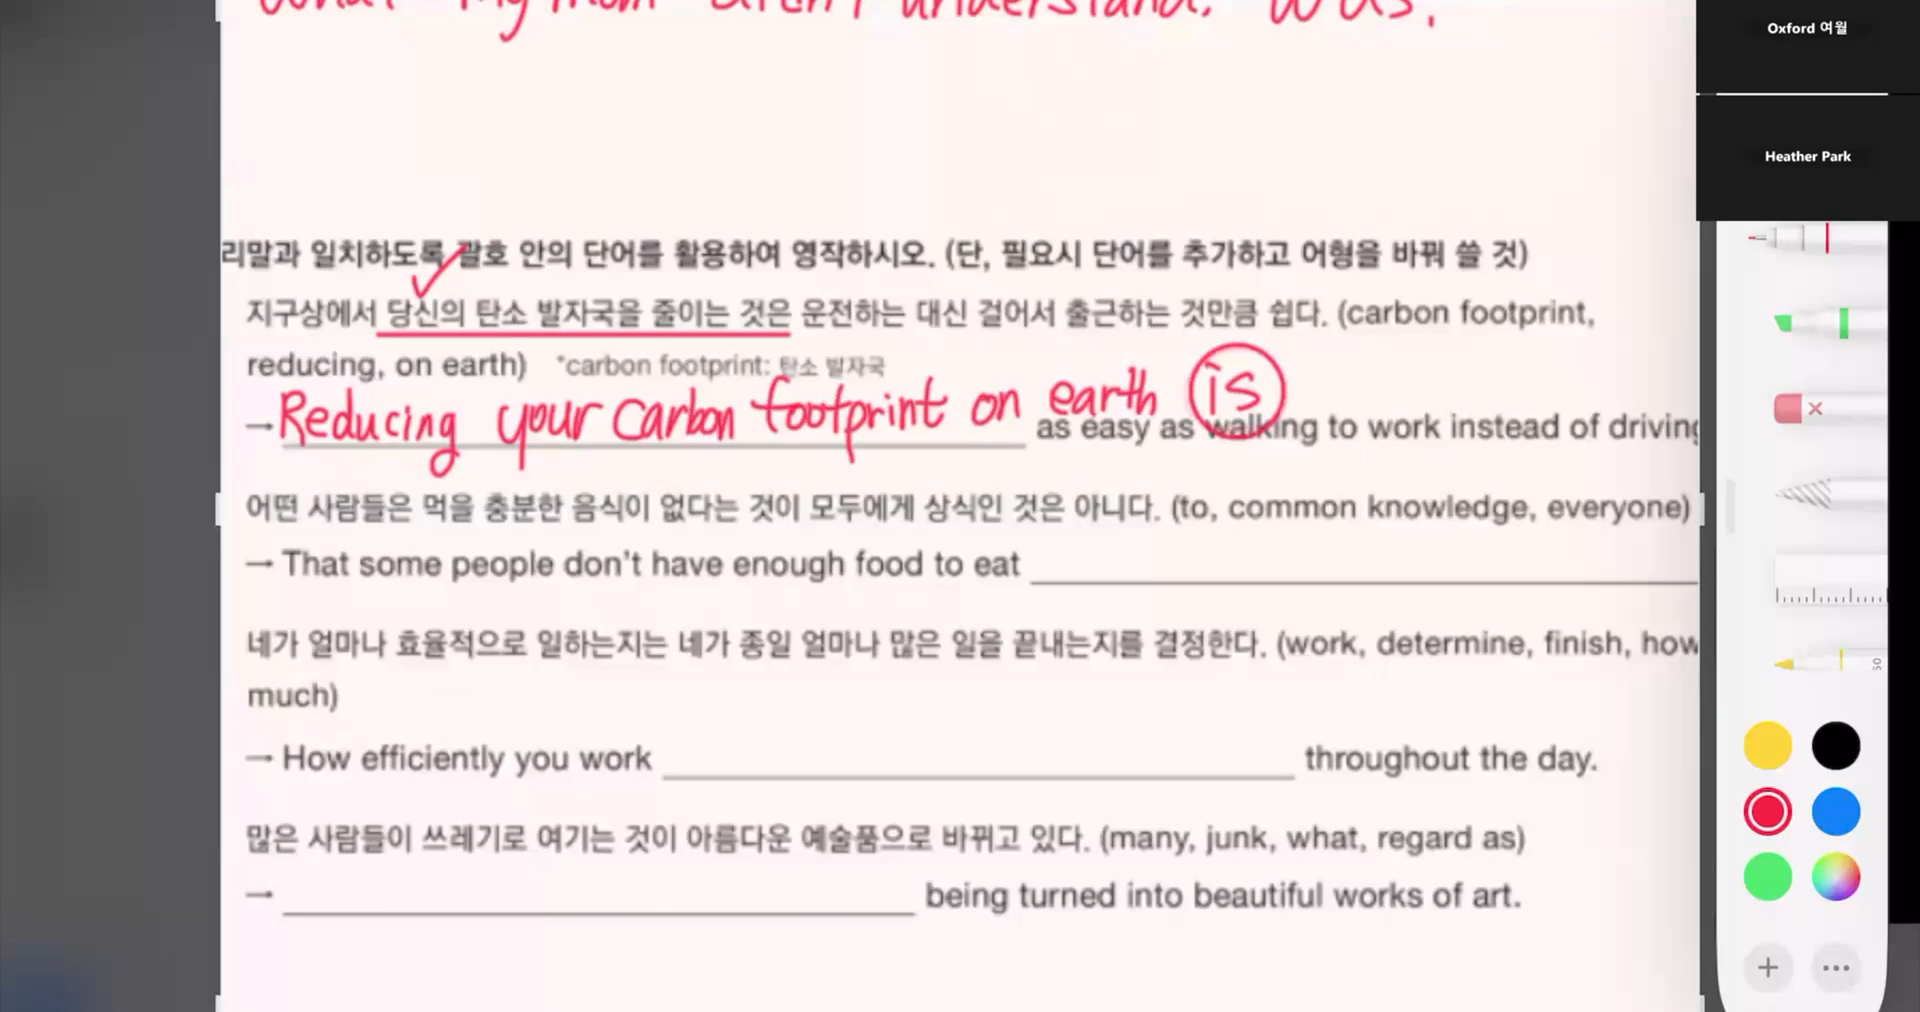 understand. was.
Oxford 여월
Heather Park
리말과 일치하도록 괄호 안의 단어를 활용하여 영작하시오. (단, 필요시 단어를 추가하고 어형을 바꿔 쓸 것)
지구상에서 당신의 탄소 발자국을 줄이는 것은 운전하는 대신 걸어서 출근하는 것만큼 쉽다. (carbon footprint,
reducing, on earth) *carbon footprint: 탄소 발자국
→ Reducing your carbon footprint on earth is as easy as walking to work instead of driving
어떤 사람들은 먹을 충분한 음식이 없다는 것이 모두에게 상식인 것은 아니다. (to, common knowledge, everyone)
→ That some people don't have enough food to eat
네가 얼마나 효율적으로 일하는지는 네가 종일 얼마나 많은 일을 끝내는지를 결정한다. (work, determine, finish, how
much)
→ How efficiently you work throughout the day.
많은 사람들이 쓰레기로 여기는 것이 아름다운 예술품으로 바뀌고 있다. (many, junk, what, regard as)
→ being turned into beautiful works of art.
50